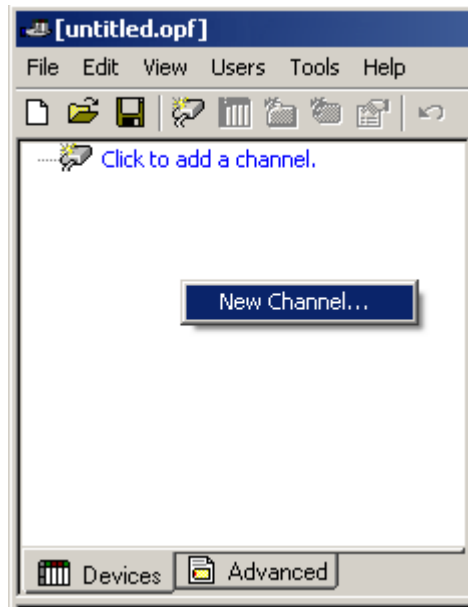 [untitled.opf]
File Edit View Users Tools Help
Click to add a channel.
New Channel...
Devices Advanced